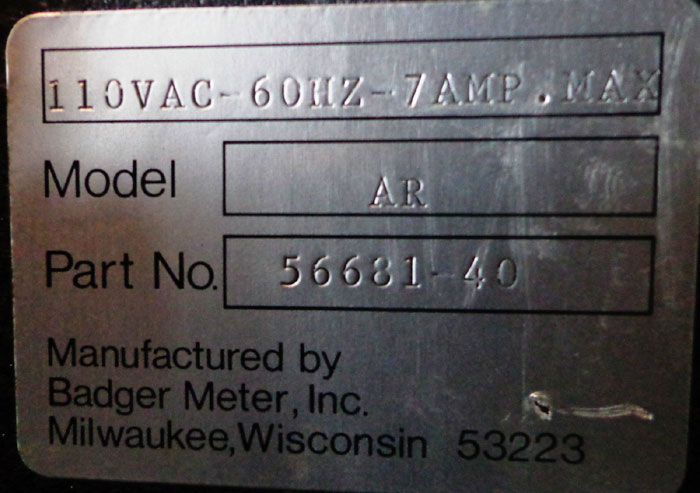 110VAC-60HZ-7AMP.MAX
Model AR
Part No. 56681-40
Manufactured by
Badger Meter, Inc.
Milwaukee, Wisconsin 53223